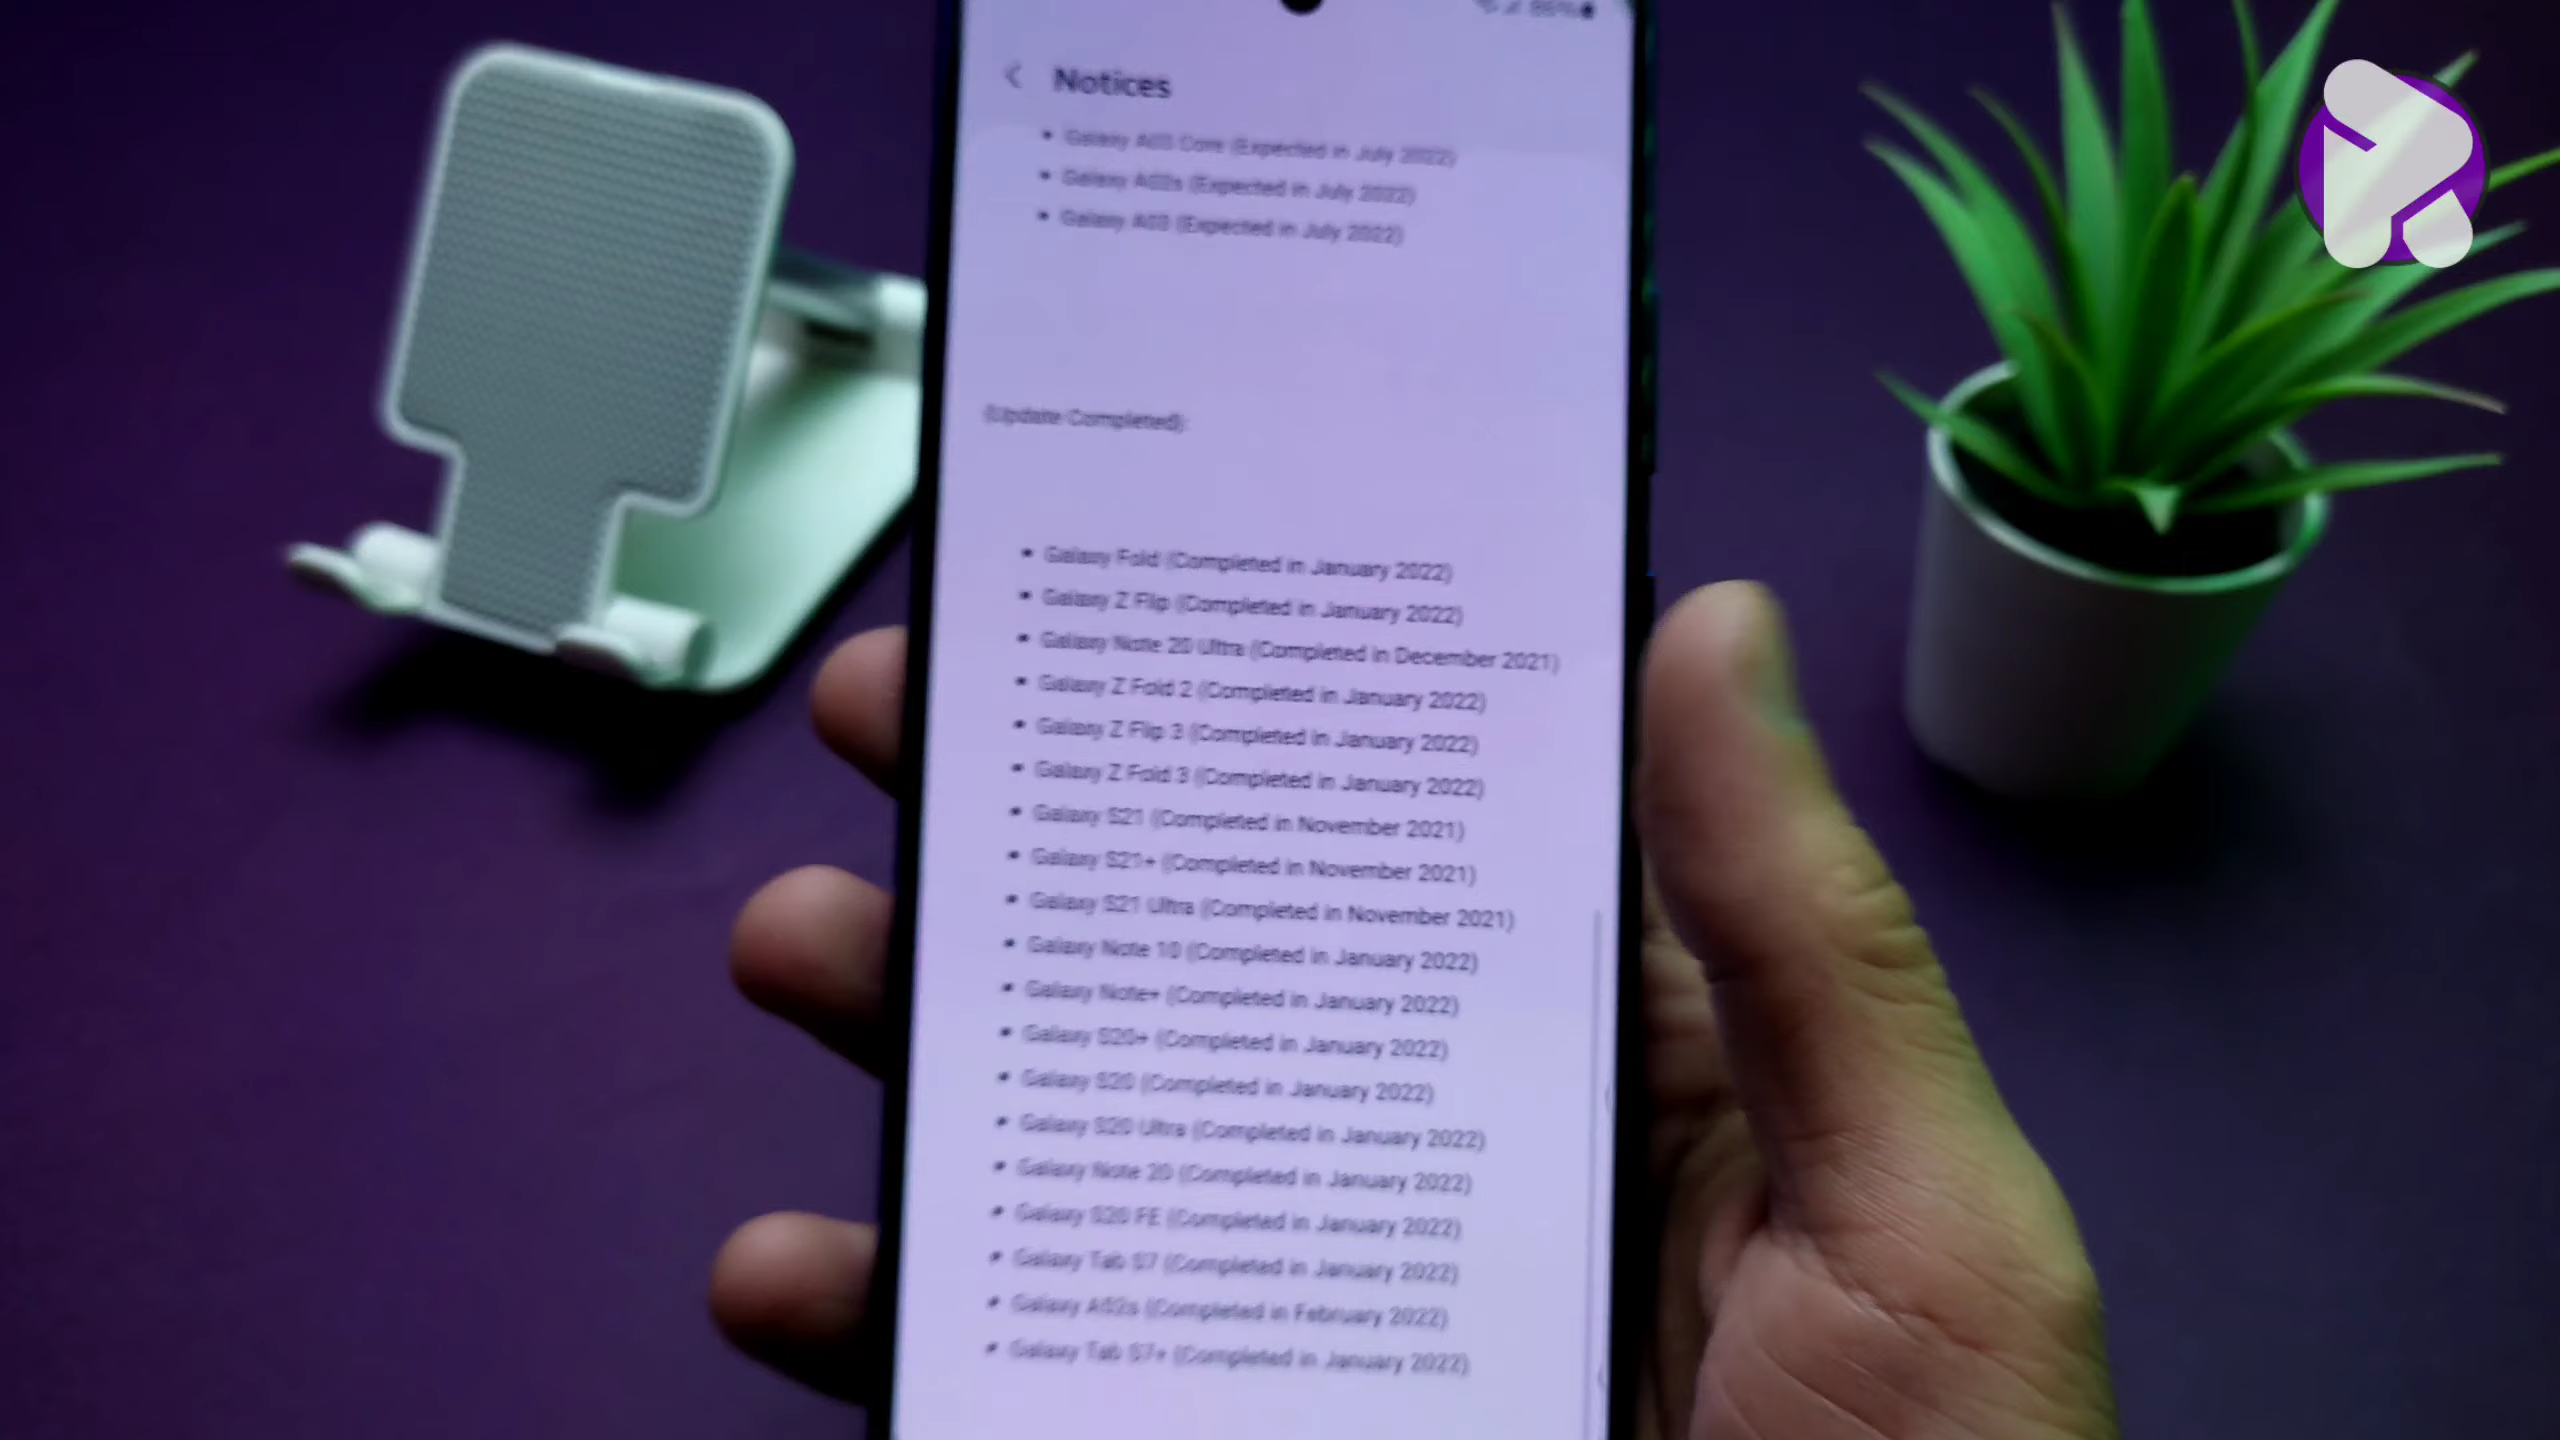 86%
Notices
• Galaxy A03 Core (Expected in July 2022)
• Galaxy A02s (Expected in July 2022)
• Galaxy A03 (Expected in July 2022)
(Update Completed):
• Galaxy Fold (Completed in January 2022)
• Galaxy Z Flip (Completed in January 2022)
• Galaxy Note 20 Ultra (Completed in December 2021)
• Galaxy Z Fold 2 (Completed in January 2022)
• Galaxy Z Flip 3 (Completed in January 2022)
• Galaxy Z Fold 3 (Completed in January 2022)
• Galaxy S21 (Completed in November 2021)
• Galaxy S21+ (Completed in November 2021)
• Galaxy S21 Ultra (Completed in November 2021)
• Galaxy Note 10 (Completed in January 2022)
• Galaxy Note+ (Completed in January 2022)
• Galaxy S20+ (Completed in January 2022)
• Galaxy S20 (Completed in January 2022)
• Galaxy S20 Ultra (Completed in January 2022)
• Galaxy Note 20 (Completed in January 2022)
• Galaxy S20 FE (Completed in January 2022)
• Galaxy Tab S7 (Completed in January 2022)
• Galaxy (Completed in February 2022)
• Galaxy Tab S7+ (Completed in January 2022)